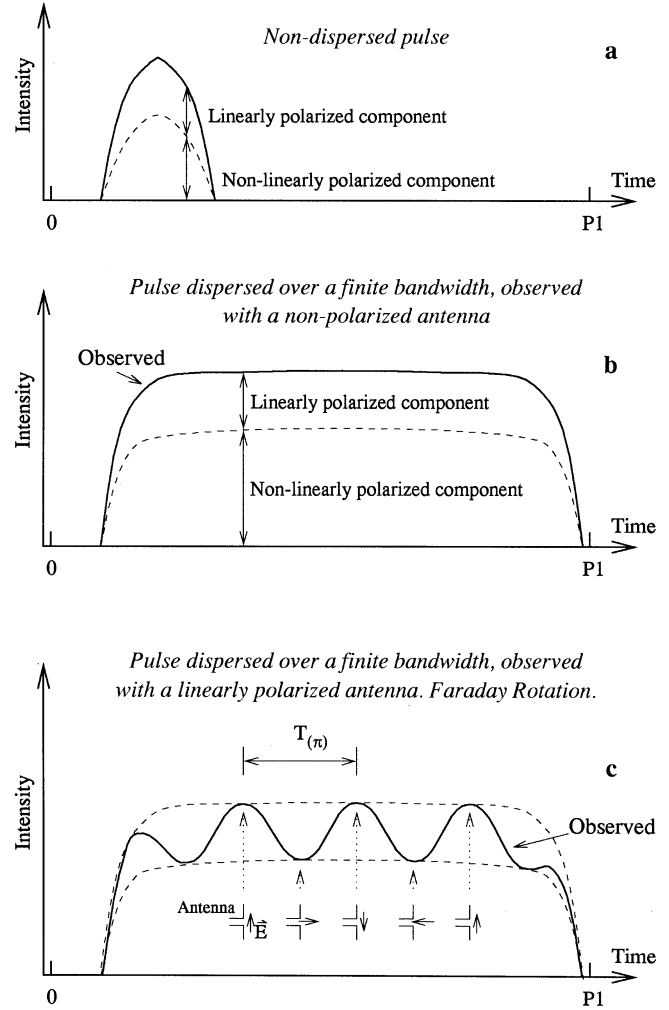 Non-dispersed pulse
a
Intensity
Linearly polarized component
Non-linearly polarized component
Time
0
P1
Pulse dispersed over a finite bandwidth, observed
with a non-polarized antenna
b
Observed
Intensity
Linearly polarized component
Non-linearly polarized component
Time
0
P1
Pulse dispersed over a finite bandwidth, observed
with a linearly polarized antenna. Faraday Rotation.
T(π)
c
Intensity
Observed
Antenna
E
Time
0
P1